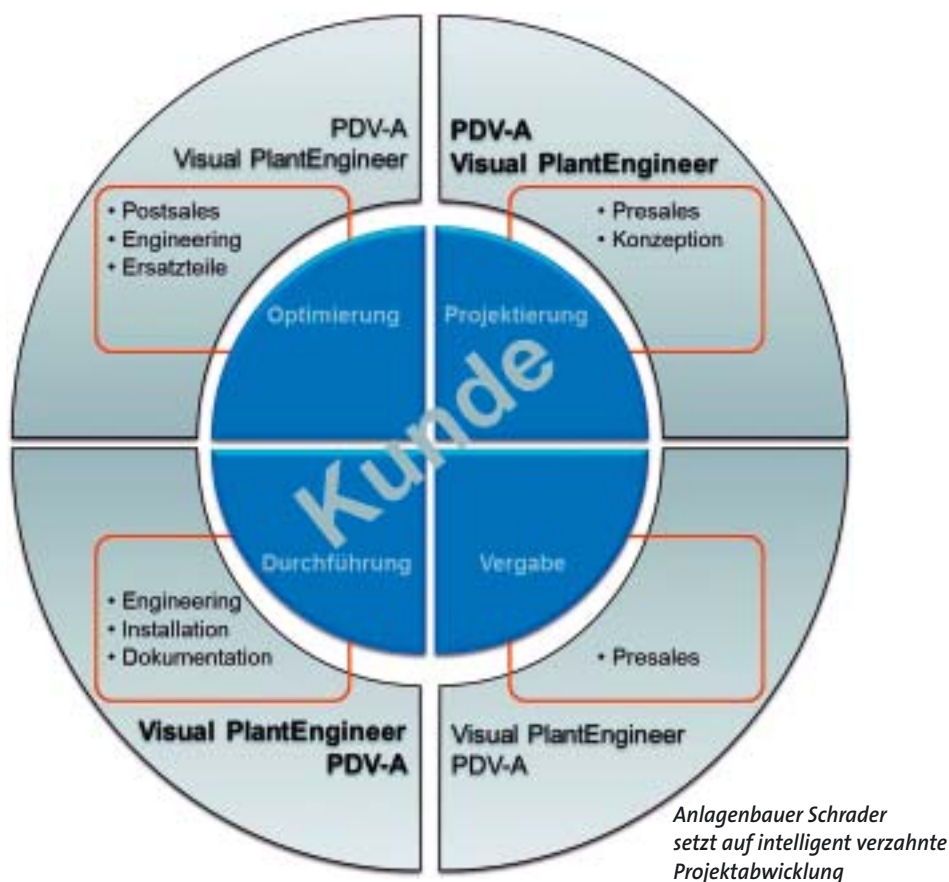 PDV-A
Visual PlantEngineer
• Postsales
• Engineering
• Ersatzteile
PDV-A
Visual PlantEngineer
• Presales
• Konzeption
Optimierung
Projektierung
Kunde
Durchführung
Vergabe
• Engineering
• Installation
• Dokumentation
Visual PlantEngineer
PDV-A
• Presales
Visual PlantEngineer
PDV-A
Anlagenbauer Schrader
setzt auf intelligent verzahnte
Projektabwicklung